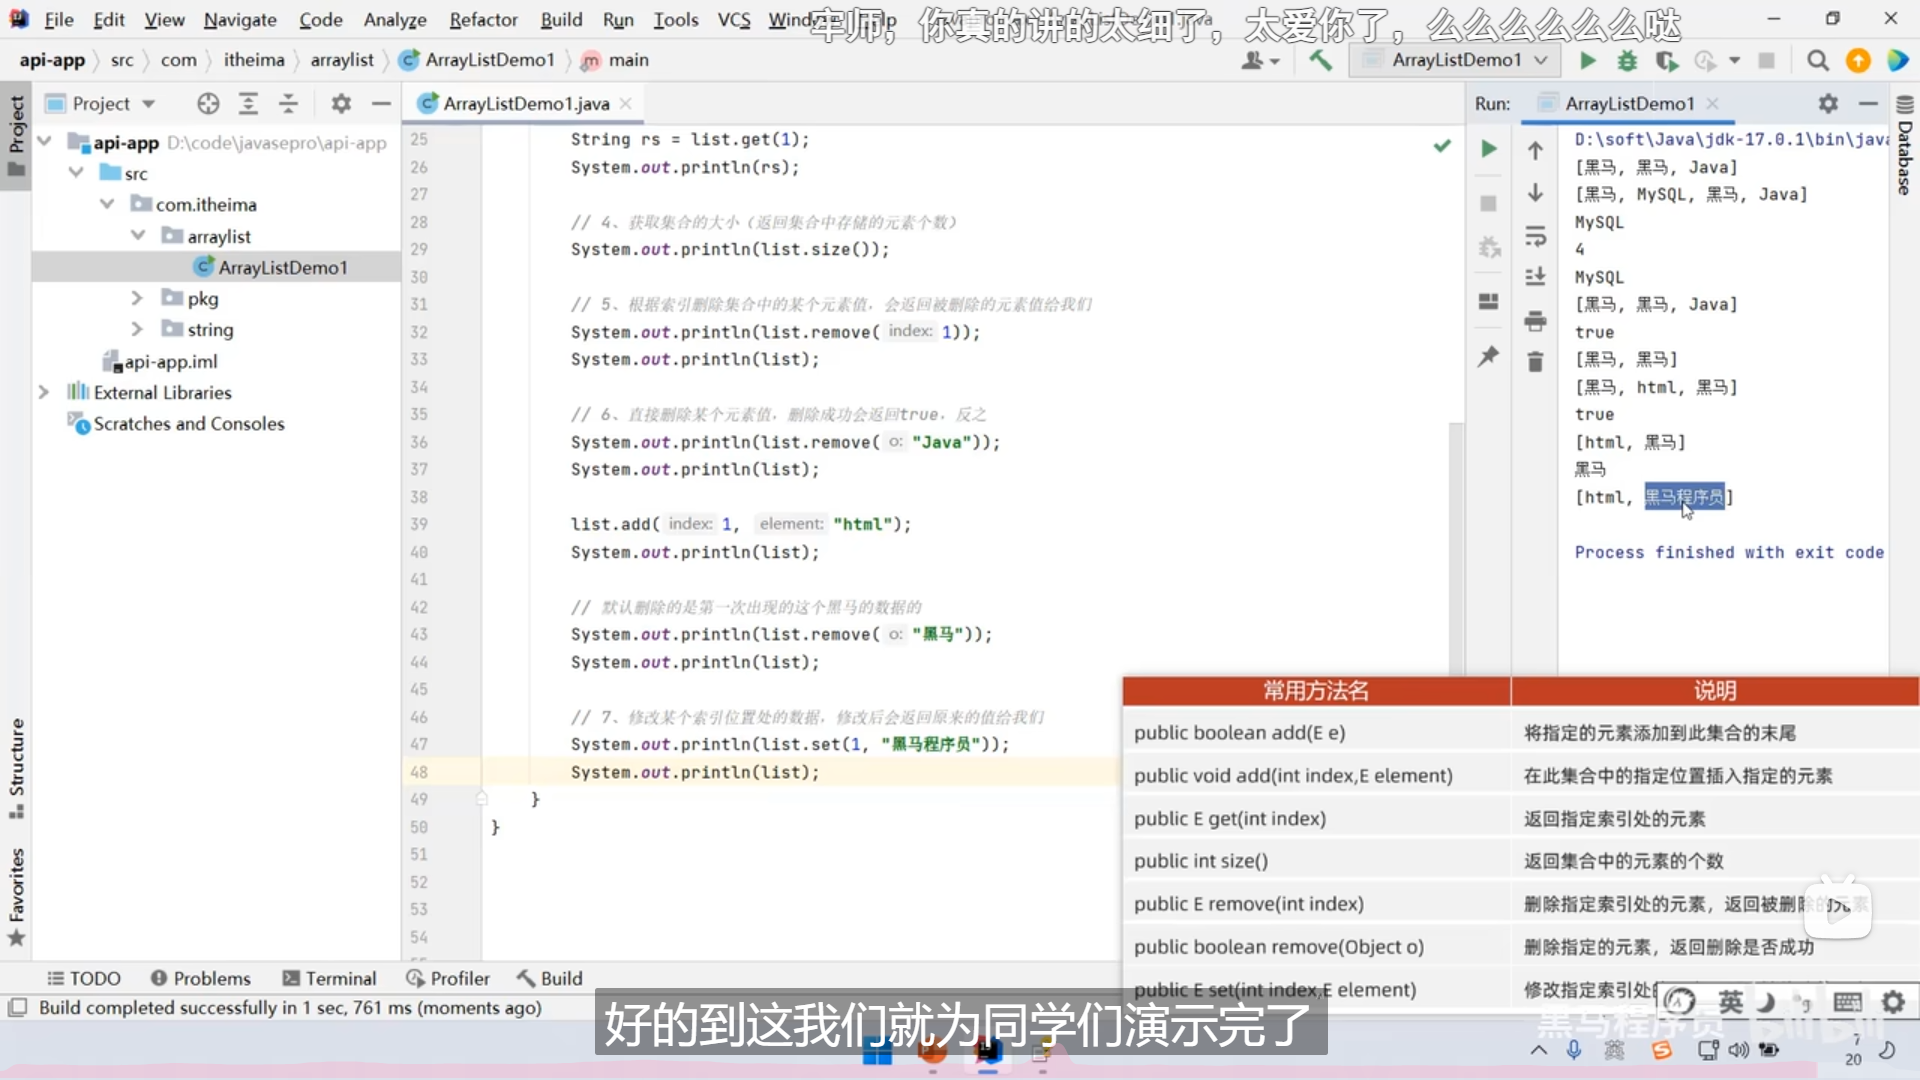 File Edit View Navigate Code Analyze Refactor Build Run Tools VCS Window Help
牢师，你真的讲的太细了，太爱你了，么么么么么么哒
api-app src com itheima arraylist ArrayListDemo1 main
ArrayListDemo1
Project
Project
api-app D:\code\javasepro\api-app
src
com.itheima
arraylist
ArrayListDemo1
pkg
string
api-app.iml
External Libraries
Scratches and Consoles
Structure
Favorites
ArrayListDemo1.java
25 String rs = list.get(1);
26 System.out.println(rs);
27
28 // 4、获取集合的大小（返回集合中存储的元素个数）
29 System.out.println(list.size());
30
31 // 5、根据索引删除集合中的某个元素值，会返回被删除的元素值给我们
32 System.out.println(list.remove( index: 1));
33 System.out.println(list);
34
35 // 6、直接删除某个元素值，删除成功会返回true，反之
36 System.out.println(list.remove( o: "Java"));
37 System.out.println(list);
38
39 list.add( index: 1, element: "html");
40 System.out.println(list);
41
42 // 默认删除的是第一次出现的这个黑马的数据的
43 System.out.println(list.remove( o: "黑马"));
44 System.out.println(list);
45
46 // 7、修改某个索引位置处的数据，修改后会返回原来的值给我们
47 System.out.println(list.set(1, "黑马程序员"));
48 System.out.println(list);
49 }
50 }
51
52
53
54
Run: ArrayListDemo1
D:\soft\Java\jdk-17.0.1\bin\java
[黑马, 黑马, Java]
[黑马, MySQL, 黑马, Java]
MySQL
4
MySQL
[黑马, 黑马, Java]
true
[黑马, 黑马]
[黑马, html, 黑马]
true
[html, 黑马]
黑马
[html, 黑马程序员]
Process finished with exit code
Database
常用方法名 说明
public boolean add(E e) 将指定的元素添加到此集合的末尾
public void add(int index,E element) 在此集合中的指定位置插入指定的元素
public E get(int index) 返回指定索引处的元素
public int size() 返回集合中的元素的个数
public E remove(int index) 删除指定索引处的元素，返回被删除的元素
public boolean remove(Object o) 删除指定的元素，返回删除是否成功
public E set(int index,E element) 修改指定索引处
TODO Problems Terminal Profiler Build
Build completed successfully in 1 sec, 761 ms (moments ago)
好的到这我们就为同学们演示完了
英
黑马程序员 bilibili
英
7
20